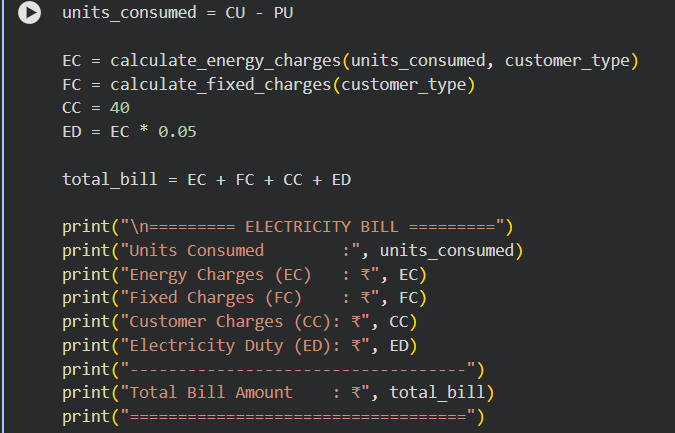 units_consumed = CU - PU
EC = calculate_energy_charges(units_consumed, customer_type)
FC = calculate_fixed_charges(customer_type)
CC = 40
ED = EC * 0.05
total_bill = EC + FC + CC + ED
print("\n========= ELECTRICITY BILL =========")
print("Units Consumed        :", units_consumed)
print("Energy Charges (EC)   : ₹", EC)
print("Fixed Charges (FC)    : ₹", FC)
print("Customer Charges (CC): ₹", CC)
print("Electricity Duty (ED): ₹", ED)
print("-----------------------------------")
print("Total Bill Amount    : ₹", total_bill)
print("===================================")